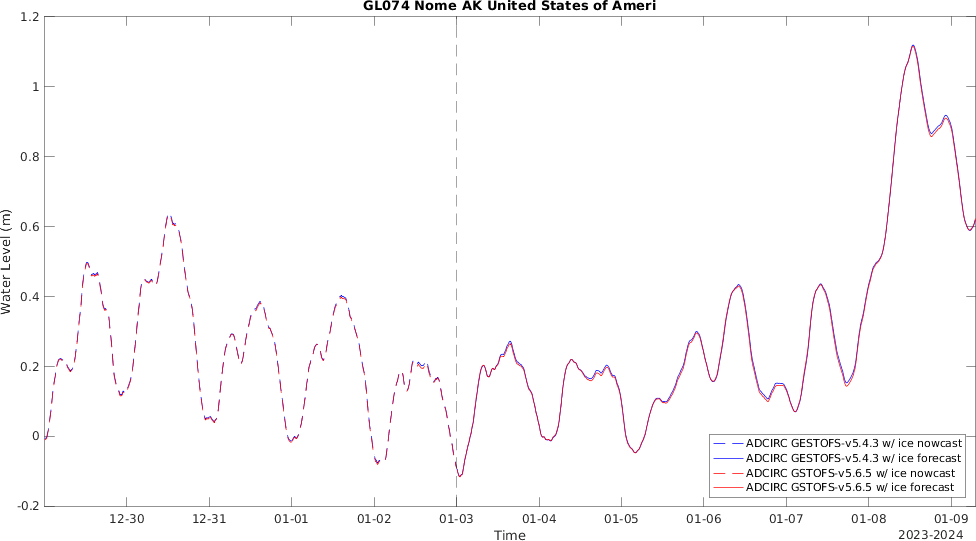 GL074 Nome AK United States of Ameri
1.2
1
0.8
0.6
0.4
0.2
0
-0.2
Water Level (m)
12-30 12-31 01-01 01-02 01-03 01-04 01-05 01-06 01-07 01-08 01-09
Time
2023-2024
ADCIRC GESTOFS-v5.4.3 w/ ice nowcast
ADCIRC GESTOFS-v5.4.3 w/ ice forecast
ADCIRC GSTOFS-v5.6.5 w/ ice nowcast
ADCIRC GSTOFS-v5.6.5 w/ ice forecast